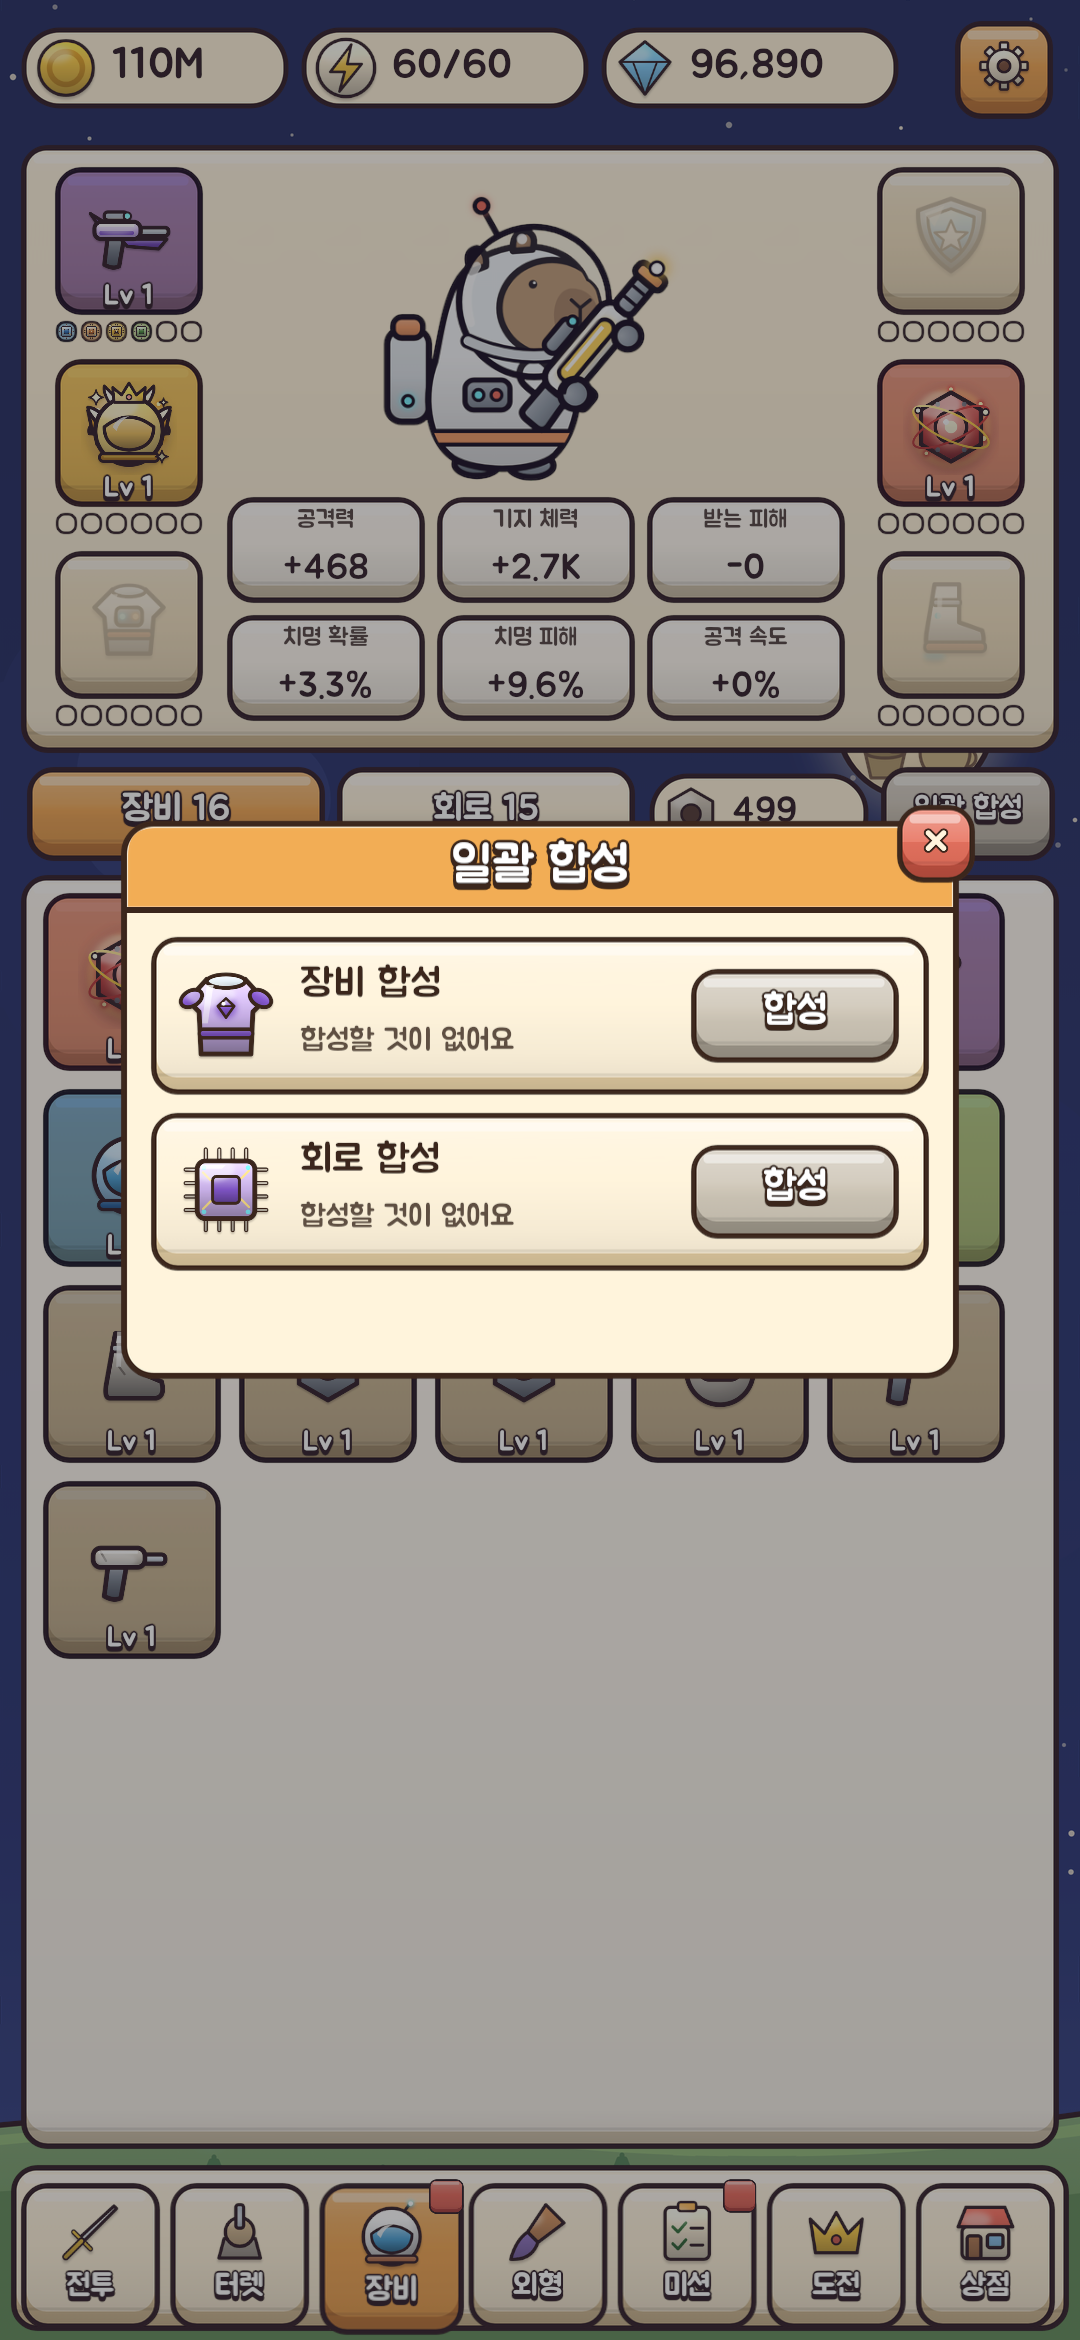 110M
60/60
96,890
Lv 1
Lv 1
Lv 1
공격력
기지 체력
받는 피해
+468
+2.7K
-0
치명 확률
치명 피해
공격 속도
+3.3%
+9.6%
+0%
장비 16
회로 15
499
일괄 합성
일괄 합성
장비 합성
합성할 것이 없어요
합성
회로 합성
합성할 것이 없어요
합성
Lv 1
Lv 1
Lv 1
Lv 1
Lv 1
Lv 1
전투
터렛
장비
외형
미션
도전
상점